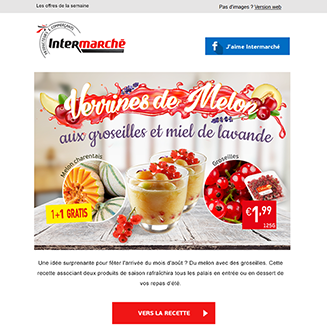 Les offres de la semaine
Pas d'images ? Version web
Intermarché
J'aime Intermarché
Verrines de Melon
aux groseilles et miel de lavande
Melon charentais
Groseilles
1+1 GRATIS
€1,99
125G
Une idée surprenante pour fêter l'arrivée du mois d'août ? Du melon avec des groseilles. Cette
recette associant deux produits de saison rafraîchira tous les palais en entrée ou en dessert de
vos repas d'été.
VERS LA RECETTE